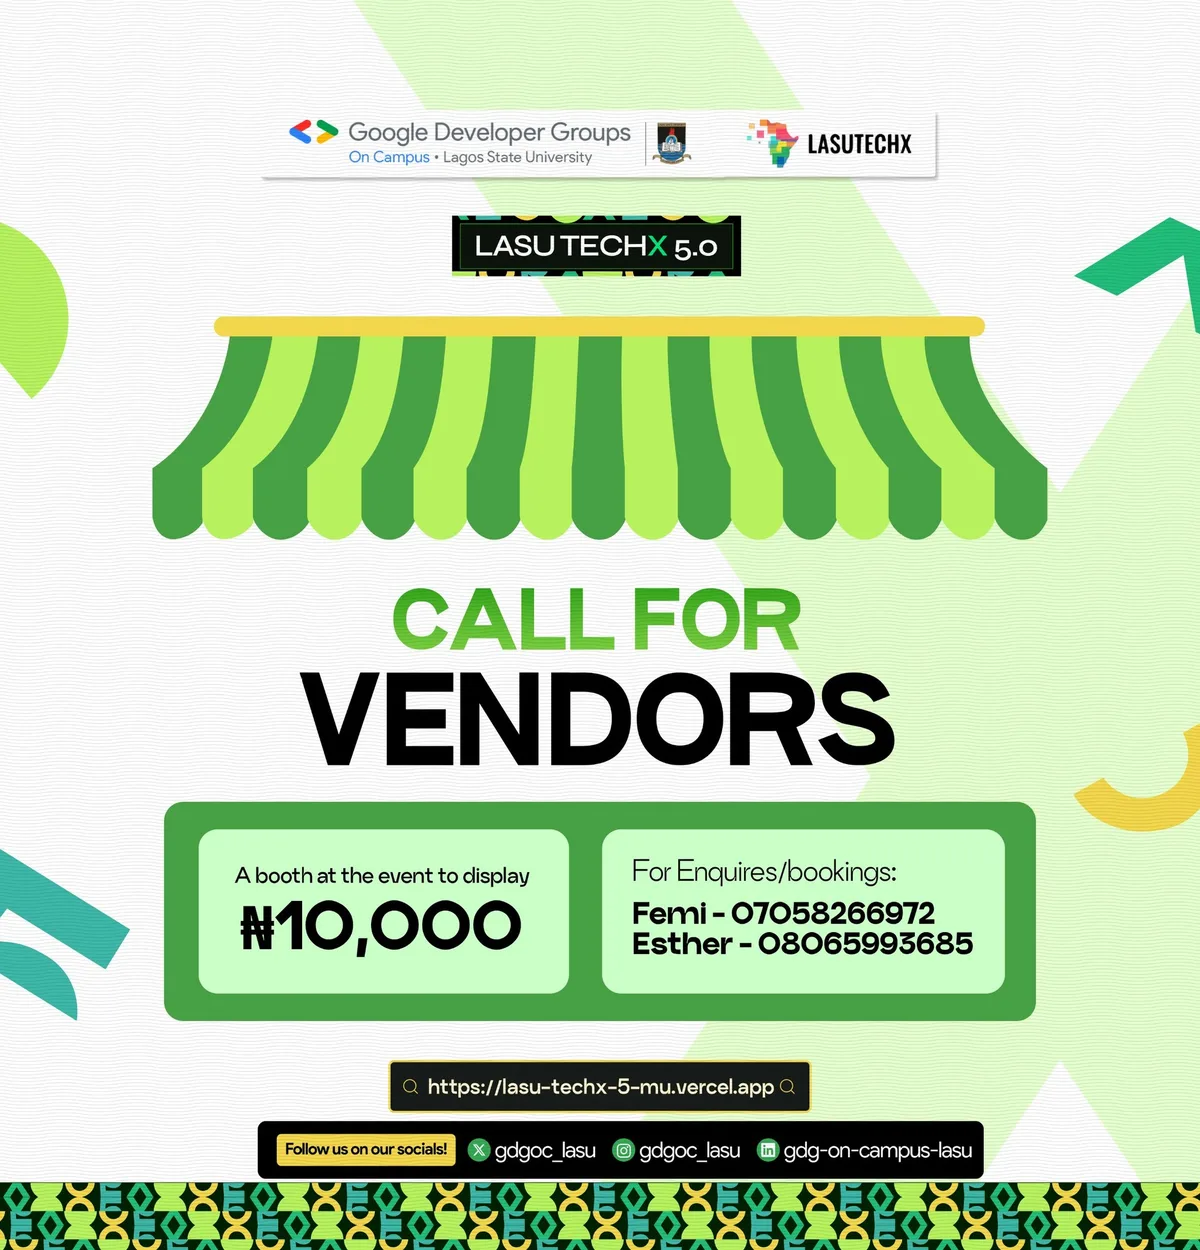 Google Developer Groups
On Campus • Lagos State University
LASUTECHX
LASU TECHX 5.0
CALL FOR
VENDORS
A booth at the event to display
₦10,000
For Enquires/bookings:
Femi - 07058266972
Esther - 08065993685
https://lasu-techx-5-mu.vercel.app
Follow us on our socials! gdgoc_lasu gdgoc_lasu gdg-on-campus-lasu